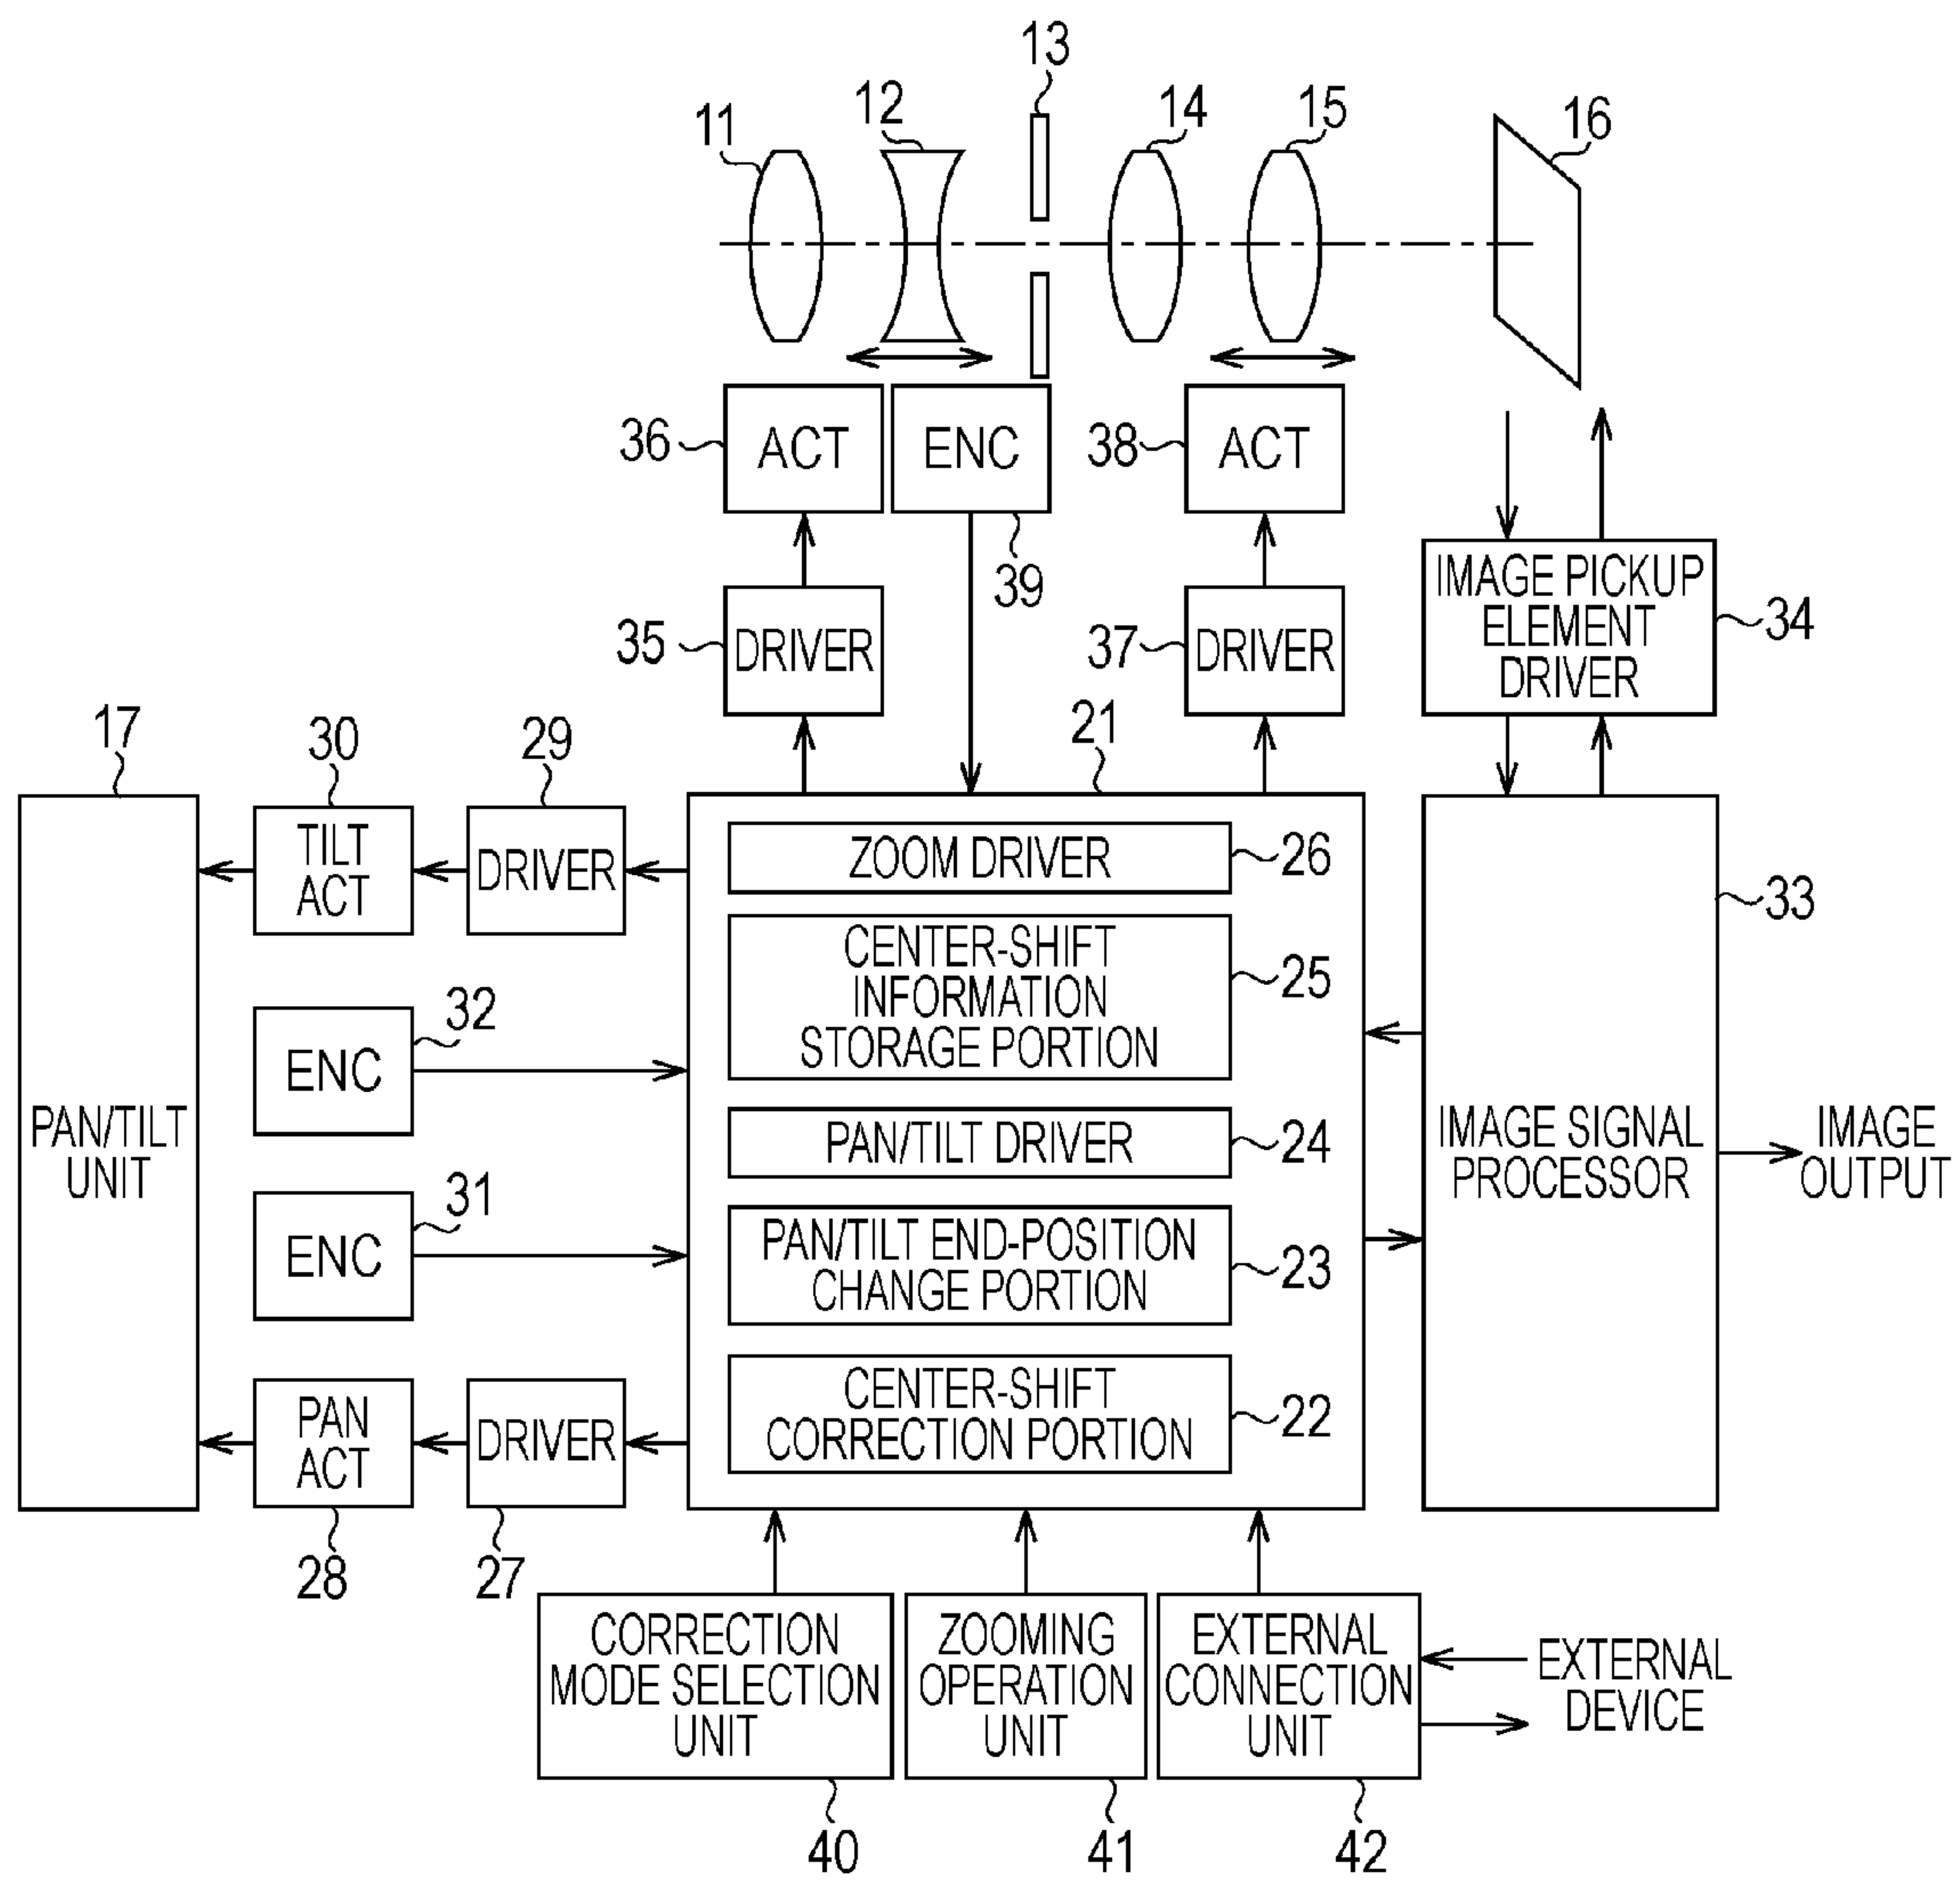 13
12
14
15
11
16
36
ACT
ENC
38
ACT
39
IMAGE PICKUP
ELEMENT
DRIVER
34
35
DRIVER
37
DRIVER
17
30
29
21
TILT
ACT
DRIVER
ZOOM DRIVER
26
33
CENTER-SHIFT
INFORMATION
STORAGE PORTION
25
32
ENC
PAN/TILT
UNIT
PAN/TILT DRIVER
24
IMAGE SIGNAL
PROCESSOR
IMAGE
OUTPUT
31
ENC
PAN/TILT END-POSITION
CHANGE PORTION
23
PAN
ACT
DRIVER
CENTER-SHIFT
CORRECTION PORTION
22
28
27
CORRECTION
MODE SELECTION
UNIT
ZOOMING
OPERATION
UNIT
EXTERNAL
CONNECTION
UNIT
EXTERNAL
DEVICE
40
41
42